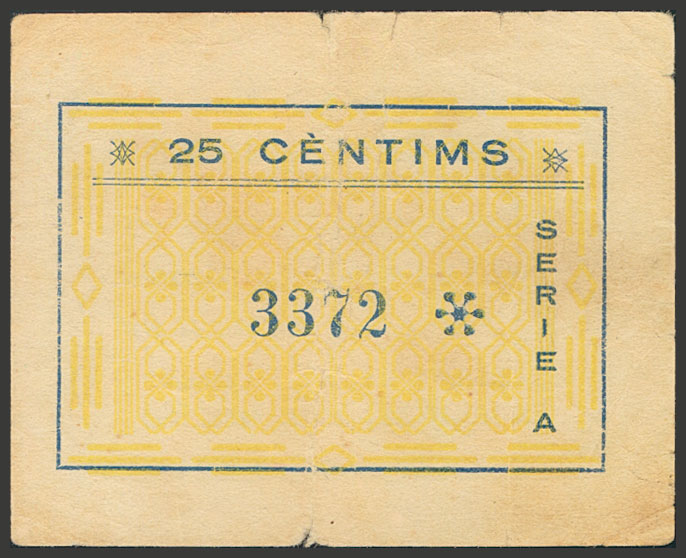 25 CÈNTIMS
3372
SERIE A